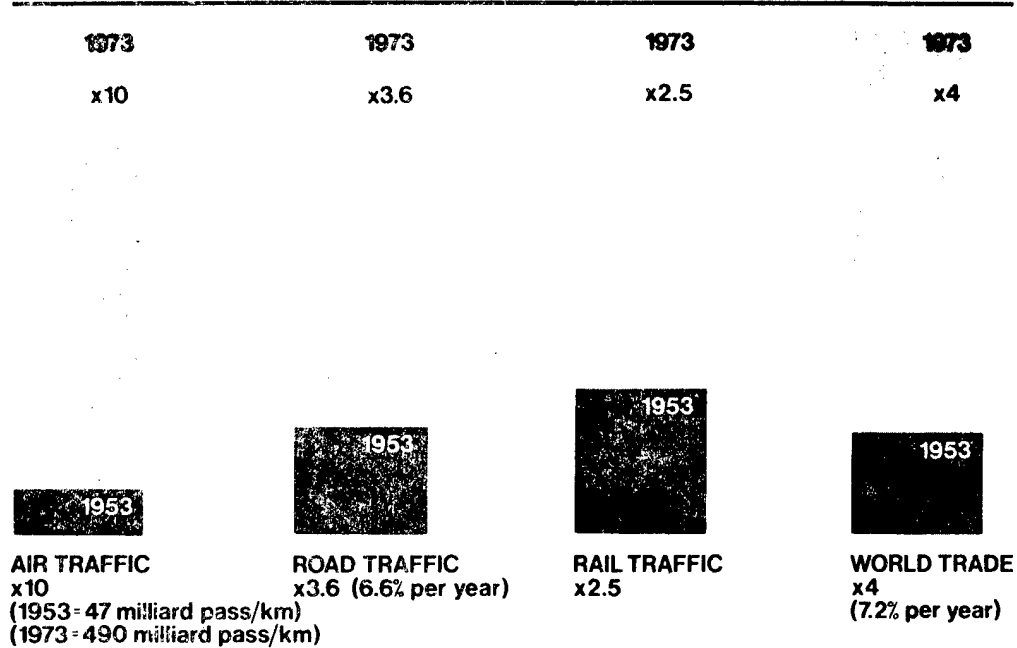 1973 1973 1973 1973
x10 x3.6 x2.5 x4
1953
1953
1953
1953
AIR TRAFFIC
x10
(1953=47 milliard pass/km)
(1973=490 milliard pass/km)
ROAD TRAFFIC
x3.6 (6.6% per year)
RAIL TRAFFIC
x2.5
WORLD TRADE
x4
(7.2% per year)